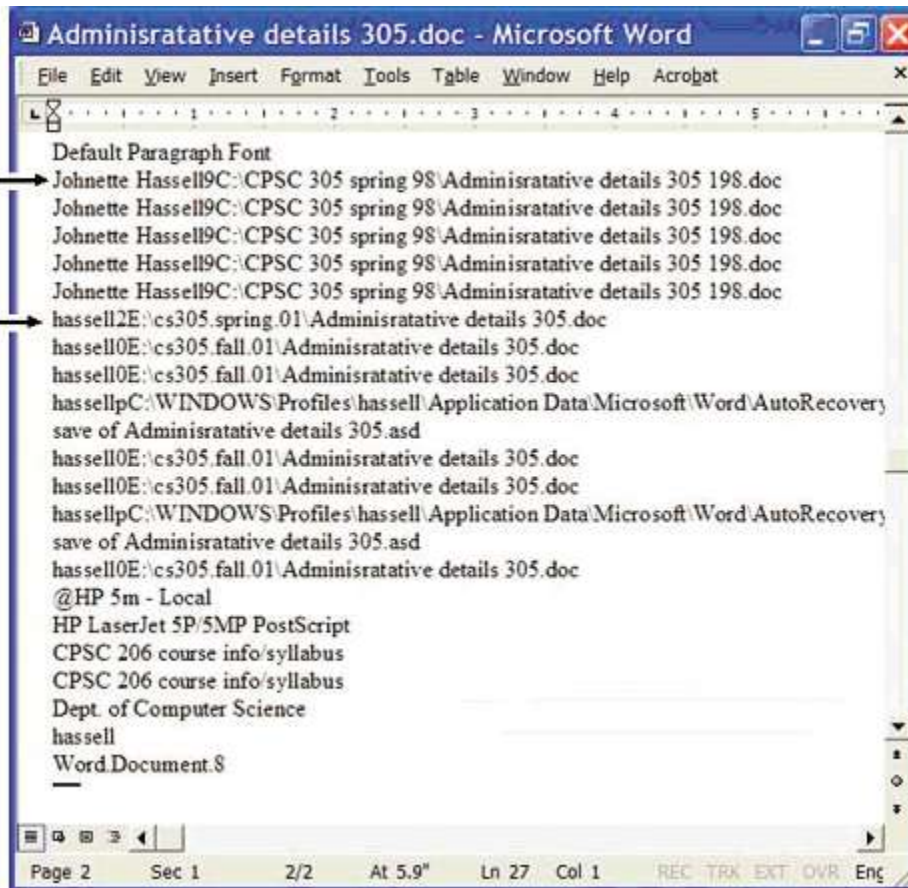 Adminisratative details 305.doc - Microsoft Word
File Edit View Insert Format Tools Table Window Help Acrobat
1 2 3 4 5
Default Paragraph Font
Johnette Hassell9C:\CPSC 305 spring 98\Adminisratative details 305 198.doc
Johnette Hassell9C:\CPSC 305 spring 98\Adminisratative details 305 198.doc
Johnette Hassell9C:\CPSC 305 spring 98\Adminisratative details 305 198.doc
Johnette Hassell9C:\CPSC 305 spring 98\Adminisratative details 305 198.doc
Johnette Hassell9C:\CPSC 305 spring 98\Adminisratative details 305 198.doc
hassell2E:\cs305.spring.01\Adminisratative details 305.doc
hassell0E:\cs305.fall.01\Adminisratative details 305.doc
hassell0E:\cs305.fall.01\Adminisratative details 305.doc
hassellpC:\WINDOWS\Profiles\hassell\Application Data\Microsoft\Word\AutoRecovery
save of Adminisratative details 305.asd
hassell0E:\cs305.fall.01\Adminisratative details 305.doc
hassell0E:\cs305.fall.01\Adminisratative details 305.doc
hassellpC:\WINDOWS\Profiles\hassell\Application Data\Microsoft\Word\AutoRecovery
save of Adminisratative details 305.asd
hassell0E:\cs305.fall.01\Adminisratative details 305.doc
@HP 5m - Local
HP LaserJet 5P/5MP PostScript
CPSC 206 course info/syllabus
CPSC 206 course info/syllabus
Dept. of Computer Science
hassell
Word.Document.8
Page 2 Sec 1 2/2 At 5.9" Ln 27 Col 1 REC TRK EXT OVR Eng